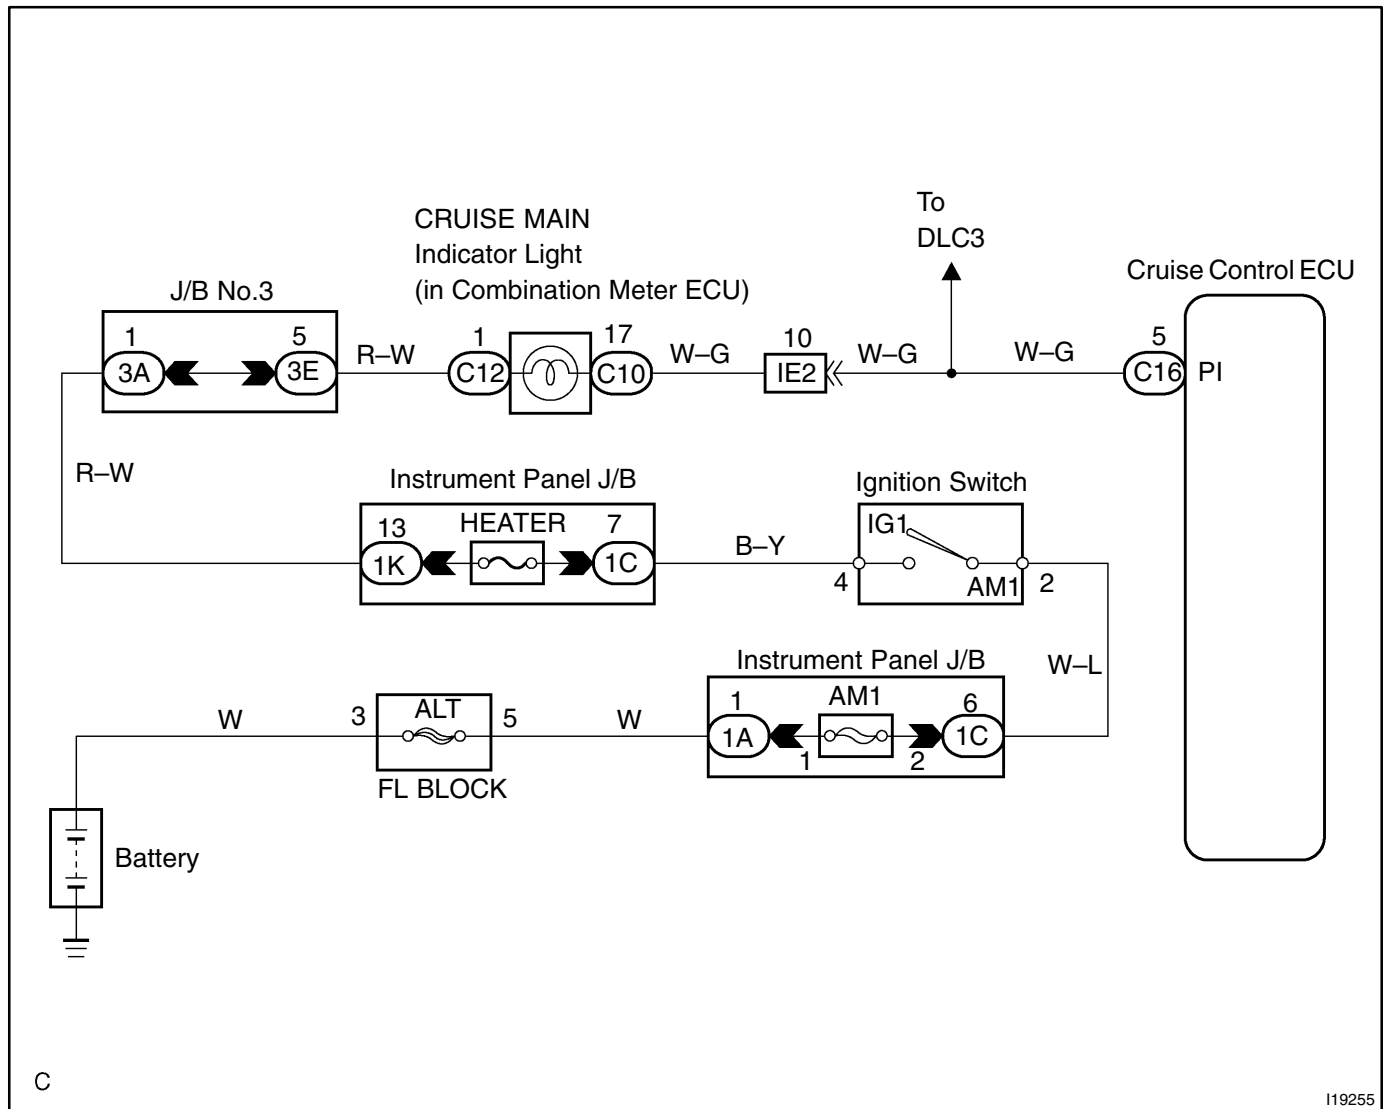 To
DLC3
CRUISE MAIN
Indicator Light
(in Combination Meter ECU)
Cruise Control ECU
J/B No.3
1
5
3A
3E
R–W
1
17
C12
C10
W–G
10
IE2
W–G
W–G
5
C16
PI
R–W
Instrument Panel J/B
13
HEATER
7
1K
1C
B–Y
Ignition Switch
IG1
4
AM1
2
W–L
Instrument Panel J/B
1
AM1
6
1A
1
2
1C
W
3
ALT
5
W
FL BLOCK
Battery
C
I19255